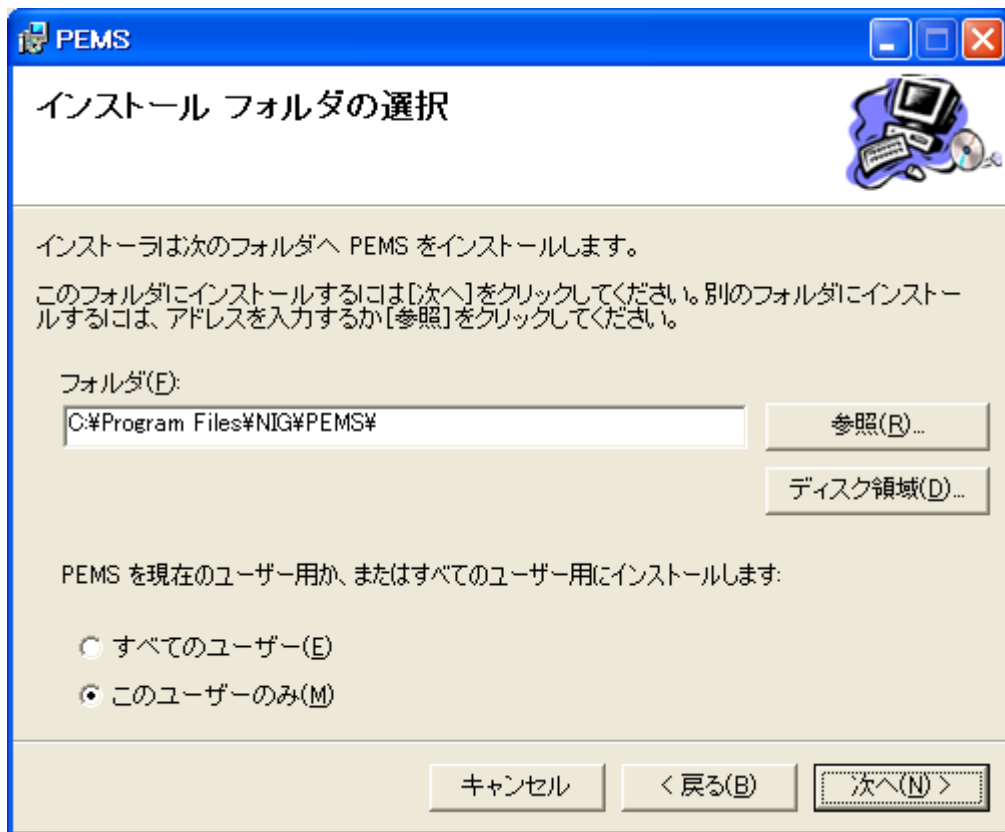 PEMS
インストール フォルダの選択
インストーラは次のフォルダへ PEMS をインストールします。
このフォルダにインストールするには[次へ]をクリックしてください。別のフォルダにインストー
ルするには、アドレスを入力するか[参照]をクリックしてください。
フォルダ(F):
C:¥Program Files¥NIG¥PEMS¥
参照(R)...
ディスク領域(D)...
PEMS を現在のユーザー用か、またはすべてのユーザー用にインストールします:
すべてのユーザー(E)
このユーザーのみ(M)
キャンセル
< 戻る(B)
次へ(N) >